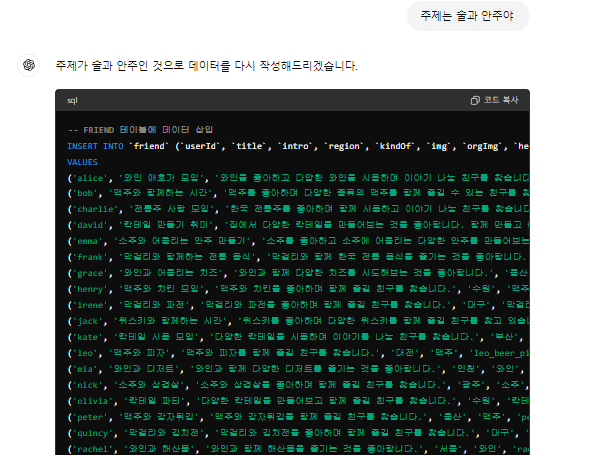 주제는 술과 안주야
주제가 술과 안주인 것으로 데이터를 다시 작성해드리겠습니다.
sql
코드 복사
-- FRIEND 테이블에 데이터 삽입
INSERT INTO `friend` (`userId`, `title`, `intro`, `region`, `kindOf`, `img`, `orgImg`, `he
VALUES
('alice', '와인 애호가 모임', '와인을 좋아하고 다양한 와인을 시음하며 이야기 나눌 친구를 찾습니다
('bob', '맥주와 함께하는 시간', '맥주를 좋아하며 다양한 종류의 맥주를 함께 즐길 수 있는 친구를 찾
('charlie', '전통주 사랑 모임', '한국 전통주를 좋아하며 함께 시음하고 이야기 나눌 친구를 찾습니다
('david', '칵테일 만들기 취미', '집에서 다양한 칵테일을 만들어보는 것을 좋아합니다. 함께 만들고
('emma', '소주와 어울리는 안주 만들기', '소주를 좋아하고 소주에 어울리는 다양한 안주를 만들어보는
('frank', '막걸리와 함께하는 전통 음식', '막걸리와 함께 한국 전통 음식을 즐기는 것을 좋아합니다.
('grace', '와인과 어울리는 치즈', '와인과 함께 다양한 치즈를 시도해보는 것을 좋아합니다.', '울산
('henry', '맥주와 치킨 모임', '맥주와 치킨을 좋아하며 함께 즐길 친구를 찾습니다.', '수원', '맥주
('irene', '막걸리와 파전', '막걸리와 파전을 좋아하며 함께 즐길 친구를 찾습니다.', '대구', '막걸리
('jack', '위스키와 함께하는 시간', '위스키를 좋아하며 다양한 위스키를 함께 즐길 친구를 찾고 있습니
('kate', '칵테일 시음 모임', '다양한 칵테일을 시음하며 이야기를 나눌 친구를 찾습니다.', '부산',
('leo', '맥주와 피자', '맥주와 피자를 함께 즐길 친구를 찾습니다.', '대전', '맥주', 'leo_beer_pi
('mia', '와인과 디저트', '와인과 함께 다양한 디저트를 즐기는 것을 좋아합니다.', '인천', '와인',
('nick', '소주와 삼겹살', '소주와 삼겹살을 좋아하며 함께 즐길 친구를 찾습니다.', '광주', '소주',
('olivia', '칵테일 파티', '다양한 칵테일을 만들어보고 함께 즐길 친구를 찾습니다.', '수원', '칵테
('peter', '맥주와 감자튀김', '맥주와 감자튀김을 함께 즐길 친구를 찾습니다.', '울산', '맥주', 'pe
('quincy', '막걸리와 김치전', '막걸리와 김치전을 좋아하며 함께 즐길 친구를 찾습니다.', '대구',
('rachel', '와인과 해산물', '와인과 함께 해산물을 즐기는 것을 좋아합니다.', '서울', '와인', 'rac